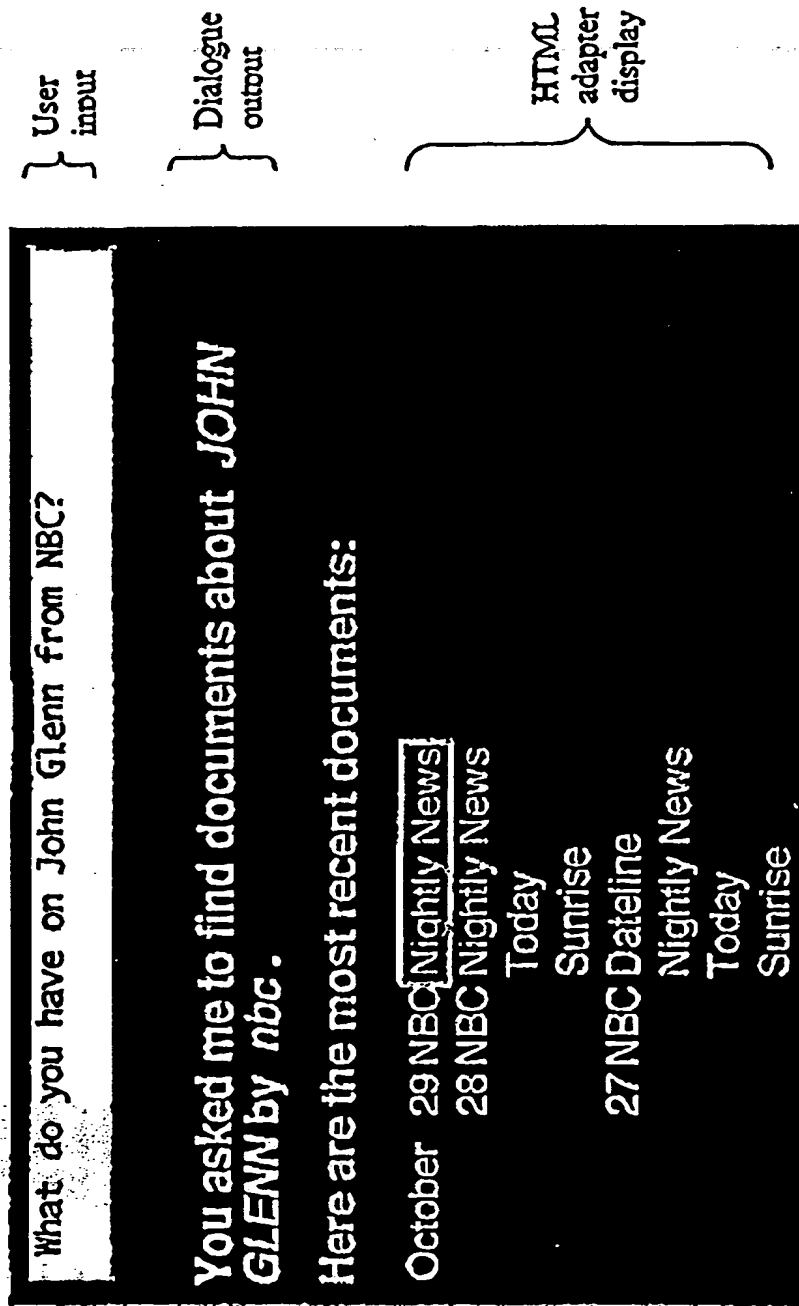 What do you have on John Glenn from NBC?
You asked me to find documents about JOHN
GLENN by nbc.
Here are the most recent documents:
October 29 NBC Nightly News
28 NBC Nightly News
Today
Sunrise
27 NBC Dateline
Nightly News
Today
Sunrise
User
input
Dialogue
output
HTML
adapter
display